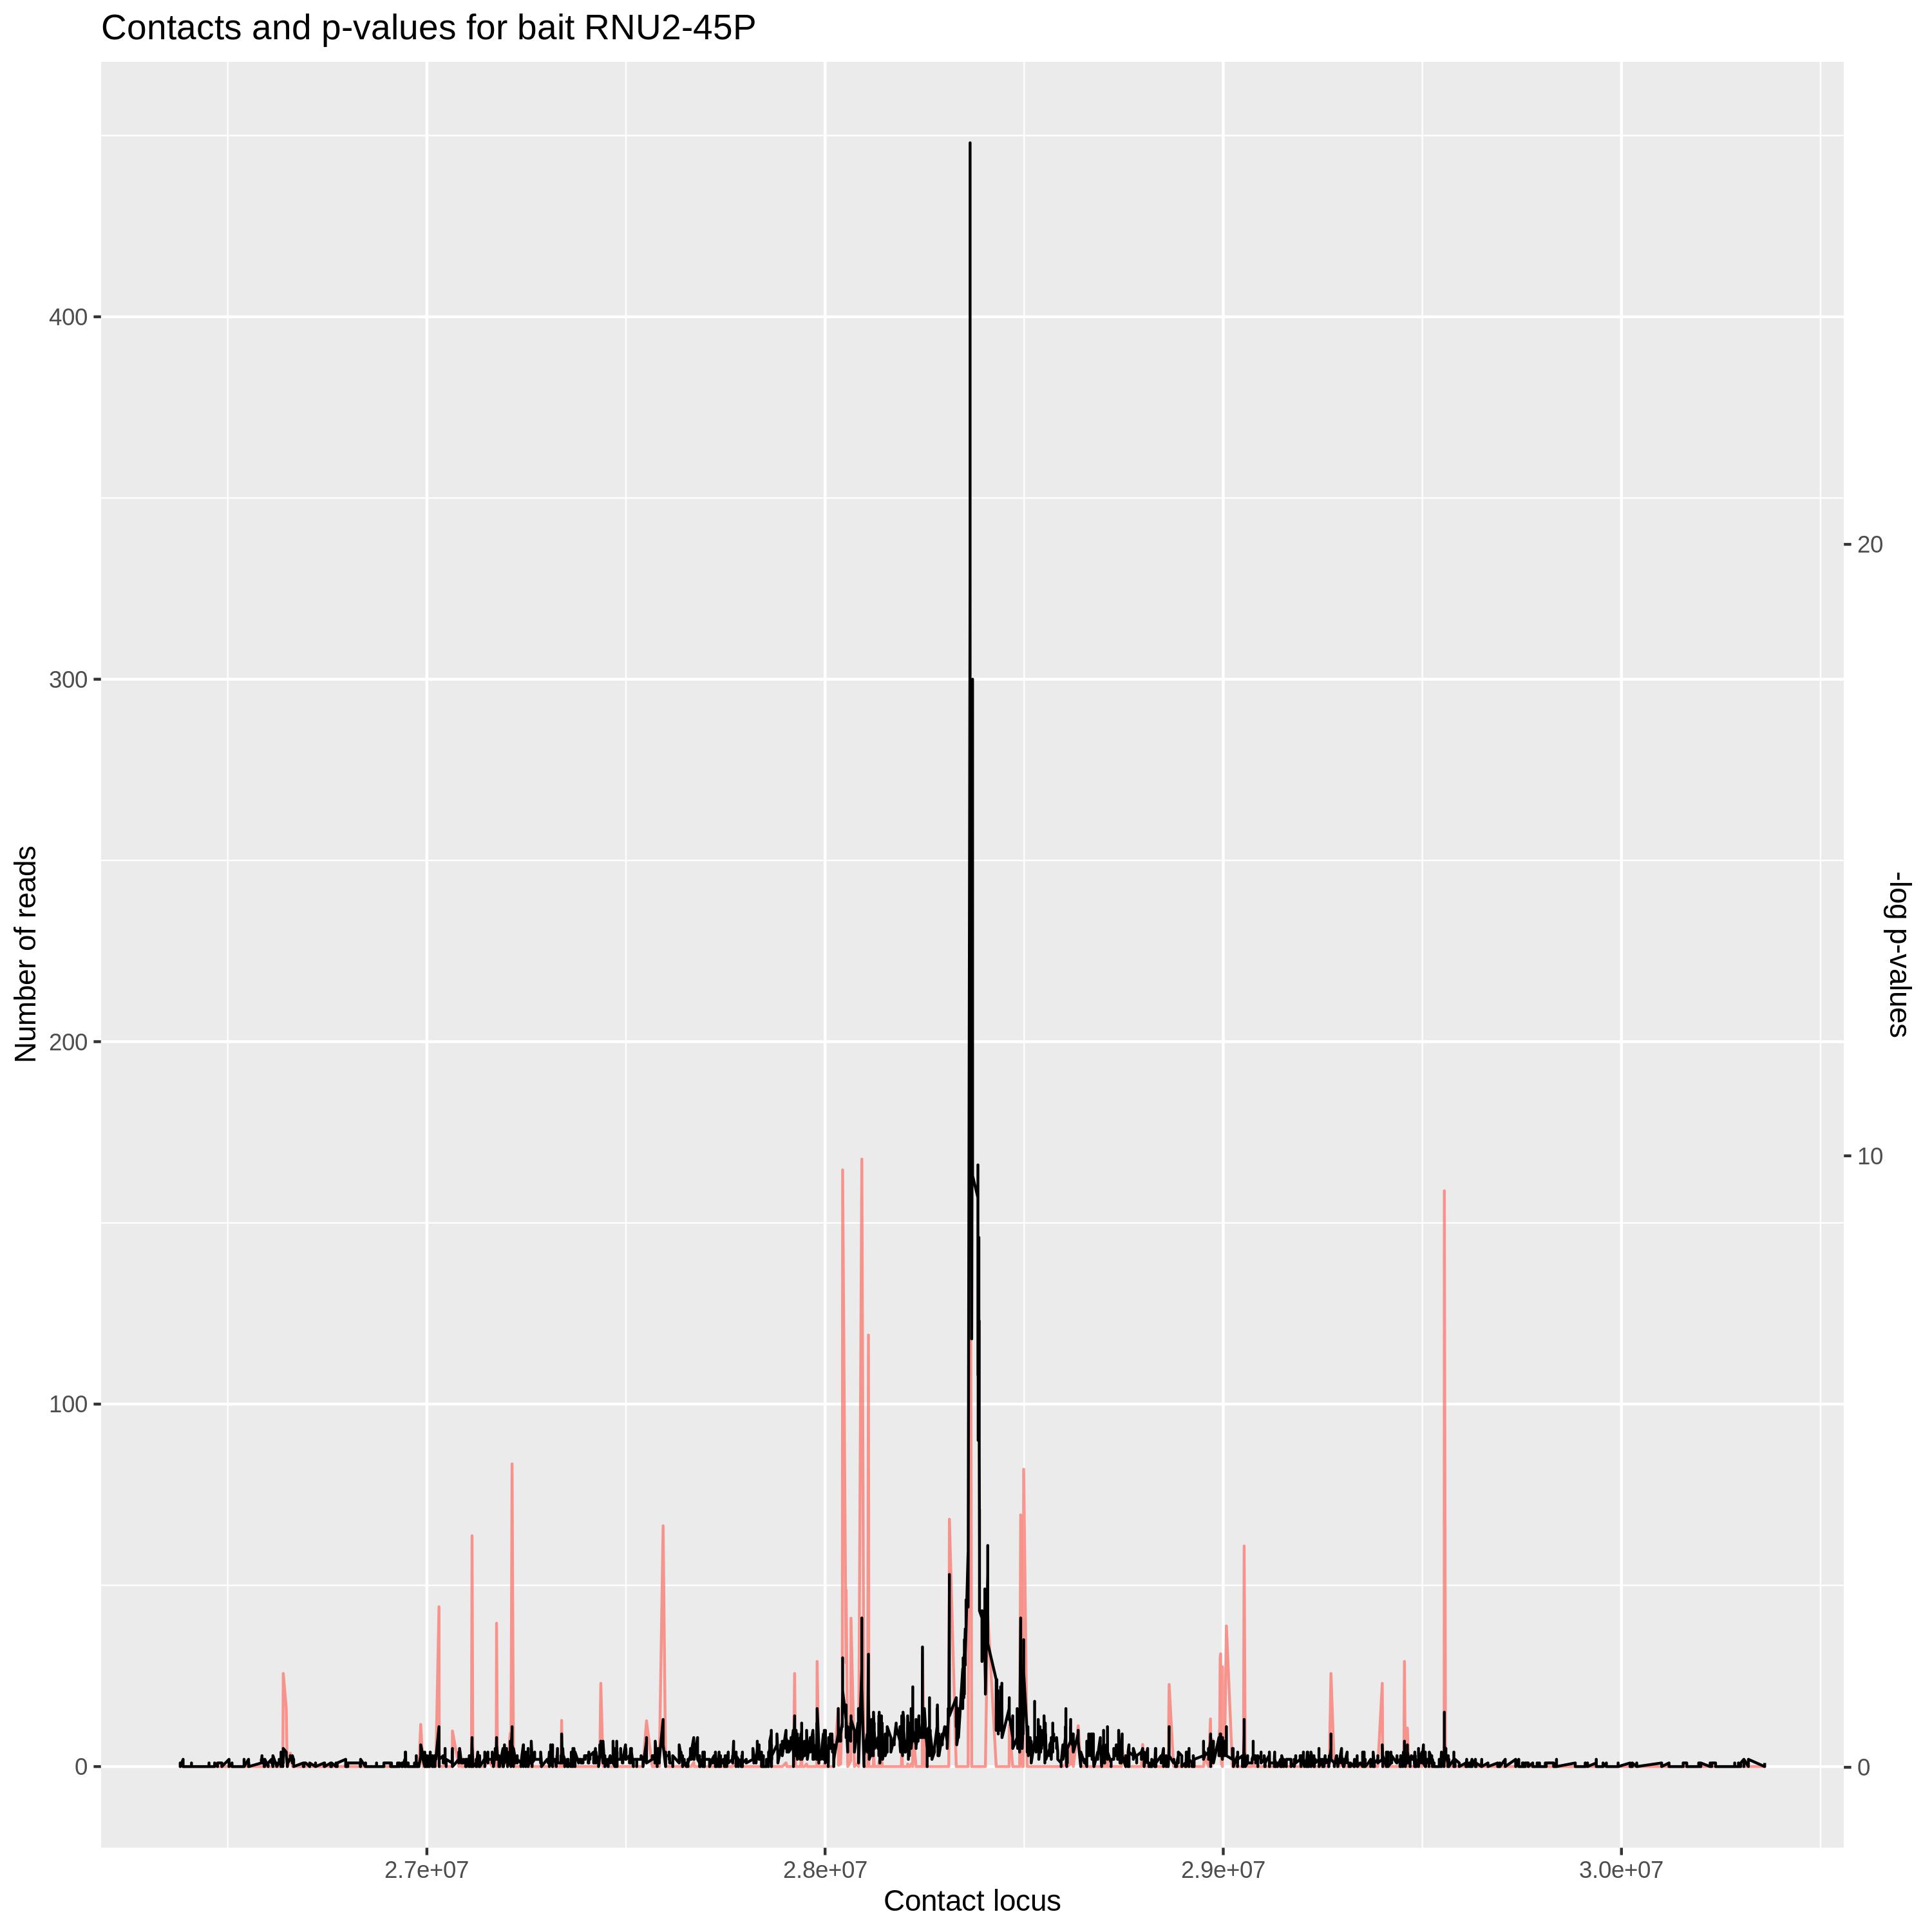 Contacts and p-values for bait RNU2-45P
Number of reads
400
300
200
100
0
20
10
0
-log p-values
2.7e+07
2.8e+07
2.9e+07
3.0e+07
Contact locus